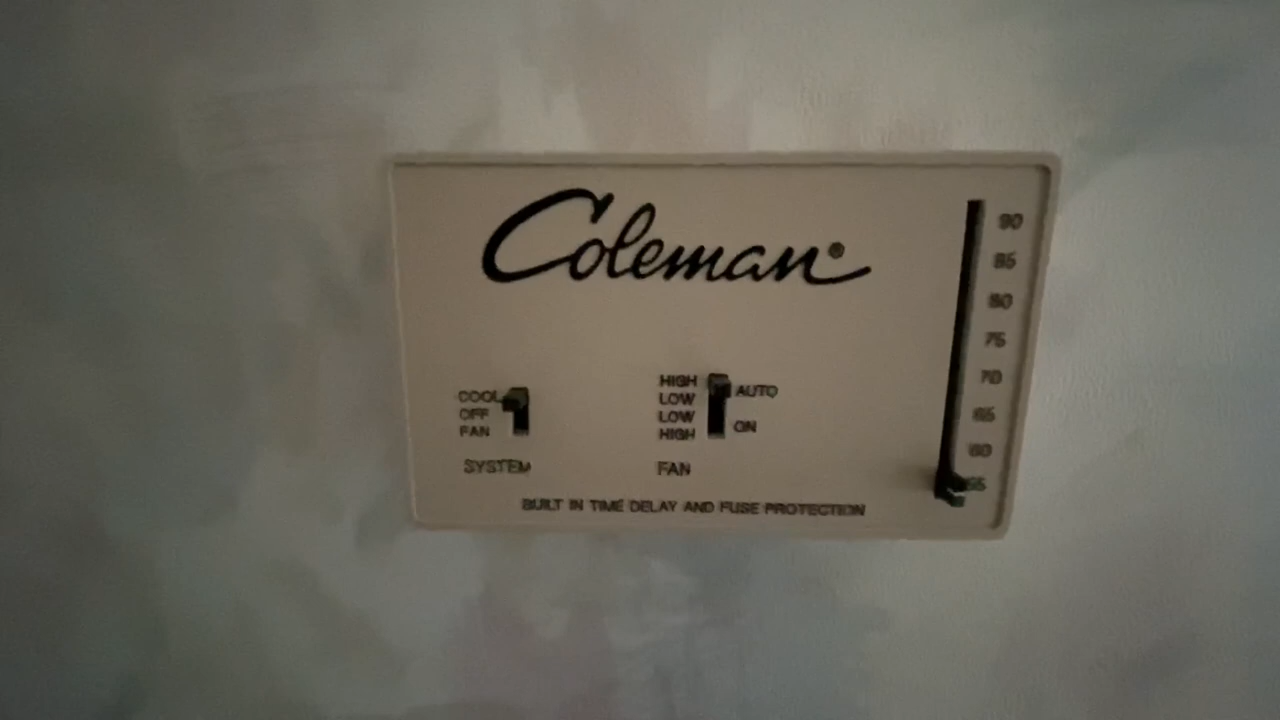 Coleman®
90
85
80
75
70
65
60
55
COOL
OFF
FAN
SYSTEM
HIGH
LOW
LOW
HIGH
AUTO
ON
FAN
BUILT IN TIME DELAY AND FUSE PROTECTION